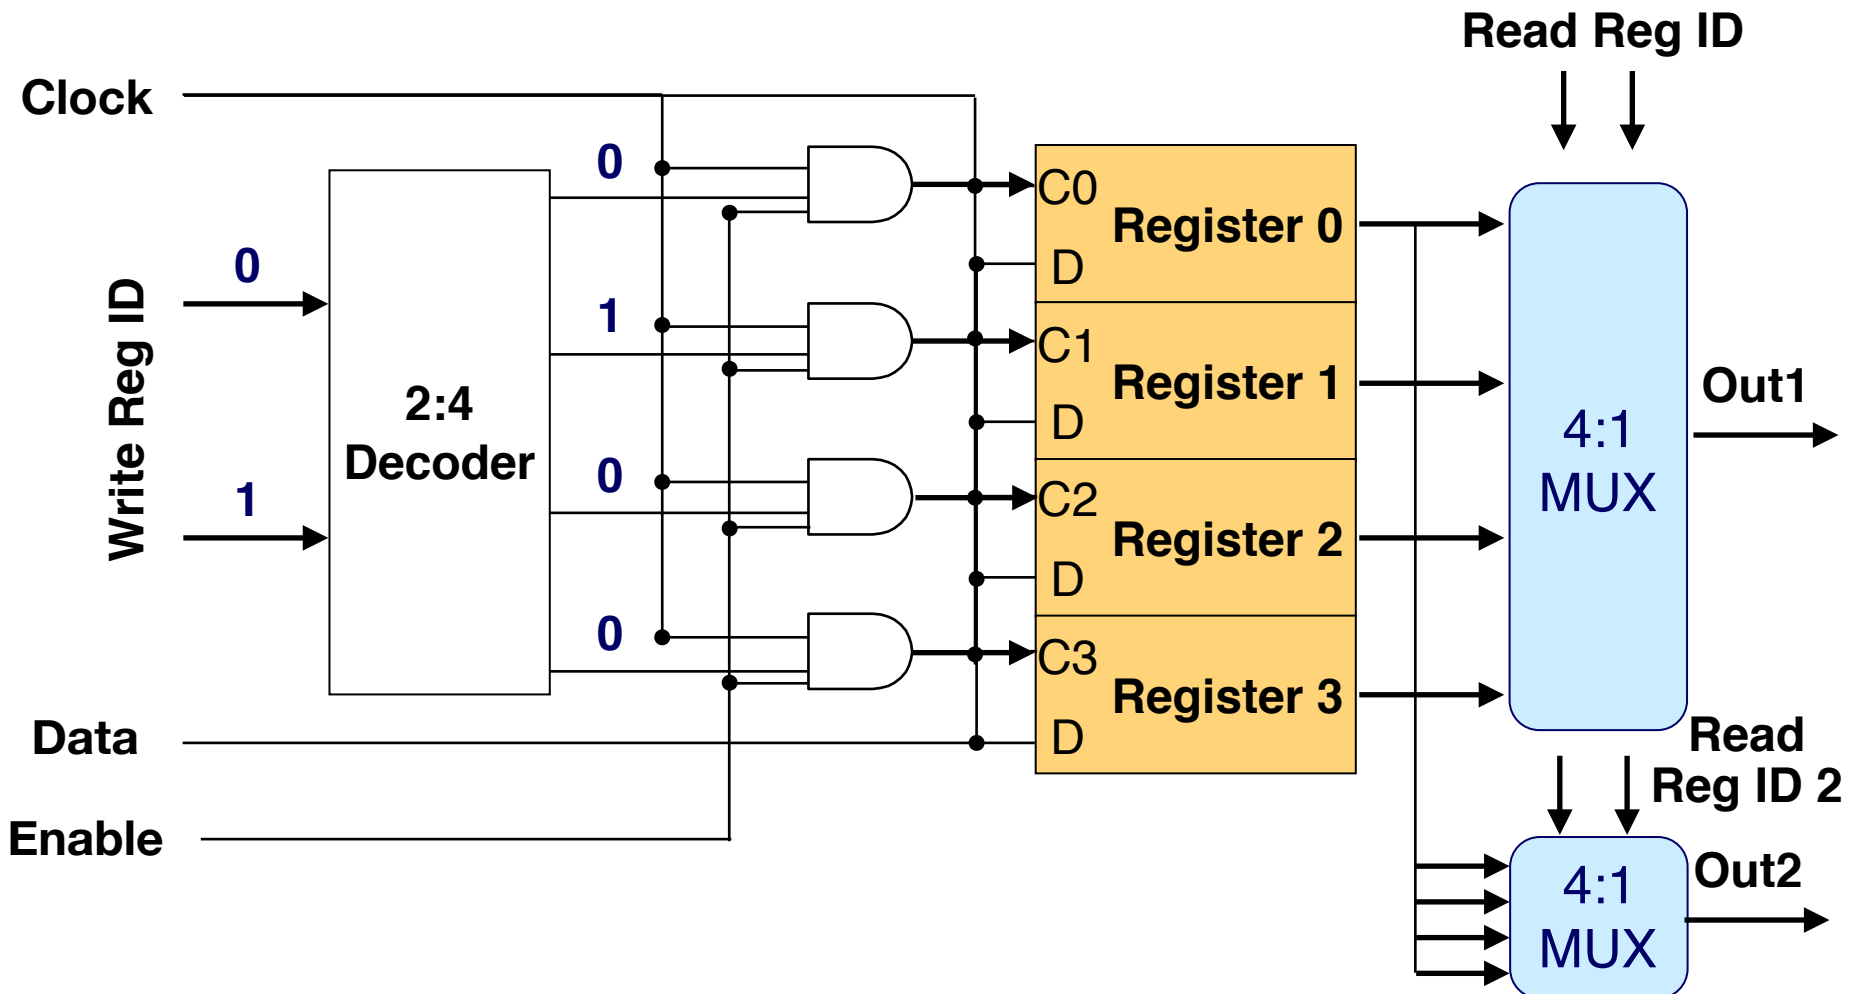 Read Reg ID
Clock
0
C0
Register 0
D
0
Write Reg ID
1
C1
Register 1
D
Out1
2:4
Decoder
4:1
MUX
0
C2
Register 2
D
1
0
C3
Register 3
D
Data
Read
Reg ID 2
Enable
4:1
MUX
Out2